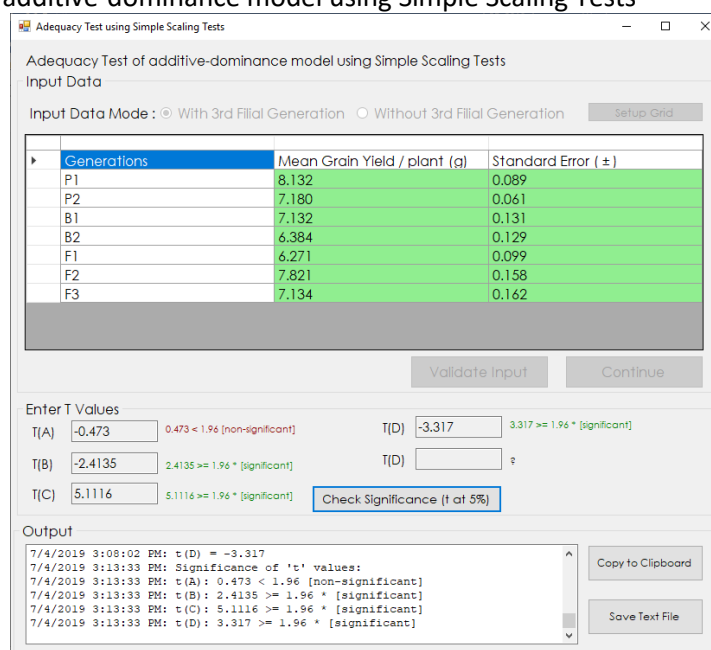 additive-dominance model using Simple Scaling Tests
Adequacy Test using Simple Scaling Tests
Adequacy Test of additive-dominance model using Simple Scaling Tests
Input Data
Input Data Mode : With 3rd Filial Generation Without 3rd Filial Generation Setup Grid
Generations Mean Grain Yield / plant (g) Standard Error ( ± )
P1 8.132 0.089
P2 7.180 0.061
B1 7.132 0.131
B2 6.384 0.129
F1 6.271 0.099
F2 7.821 0.158
F3 7.134 0.162
Validate Input Continue
Enter T Values
T(A) -0.473 0.473 < 1.96 [non-significant] T(D) -3.317 3.317 >= 1.96 * [significant]
T(B) -2.4135 2.4135 >= 1.96 * [significant] T(D) ?
T(C) 5.1116 5.1116 >= 1.96 * [significant] Check Significance (t at 5%)
Output
7/4/2019 3:08:02 PM: t(D) = -3.317
7/4/2019 3:13:33 PM: Significance of 't' values:
7/4/2019 3:13:33 PM: t(A): 0.473 < 1.96 [non-significant]
7/4/2019 3:13:33 PM: t(B): 2.4135 >= 1.96 * [significant]
7/4/2019 3:13:33 PM: t(C): 5.1116 >= 1.96 * [significant]
7/4/2019 3:13:33 PM: t(D): 3.317 >= 1.96 * [significant]
Copy to Clipboard
Save Text File